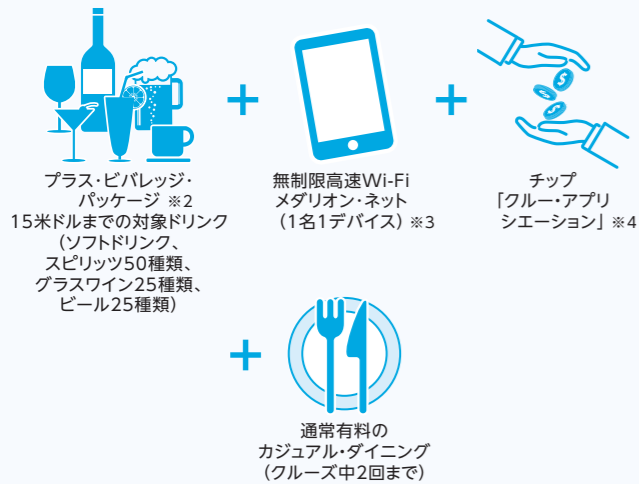 プラス・ビバレッジ・
パッケージ ※2
15米ドルまでの対象ドリンク
(ソフトドリンク、
スピリッツ50種類、
グラスワイン25種類、
ビール25種類)
+
無制限高速Wi-Fi
メダリオン・ネット
(1名1デバイス) ※3
+
$
チップ
「クルー・アプリ
シエーション」 ※4
+
通常有料の
カジュアル・ダイニング
(クルーズ中2回まで)